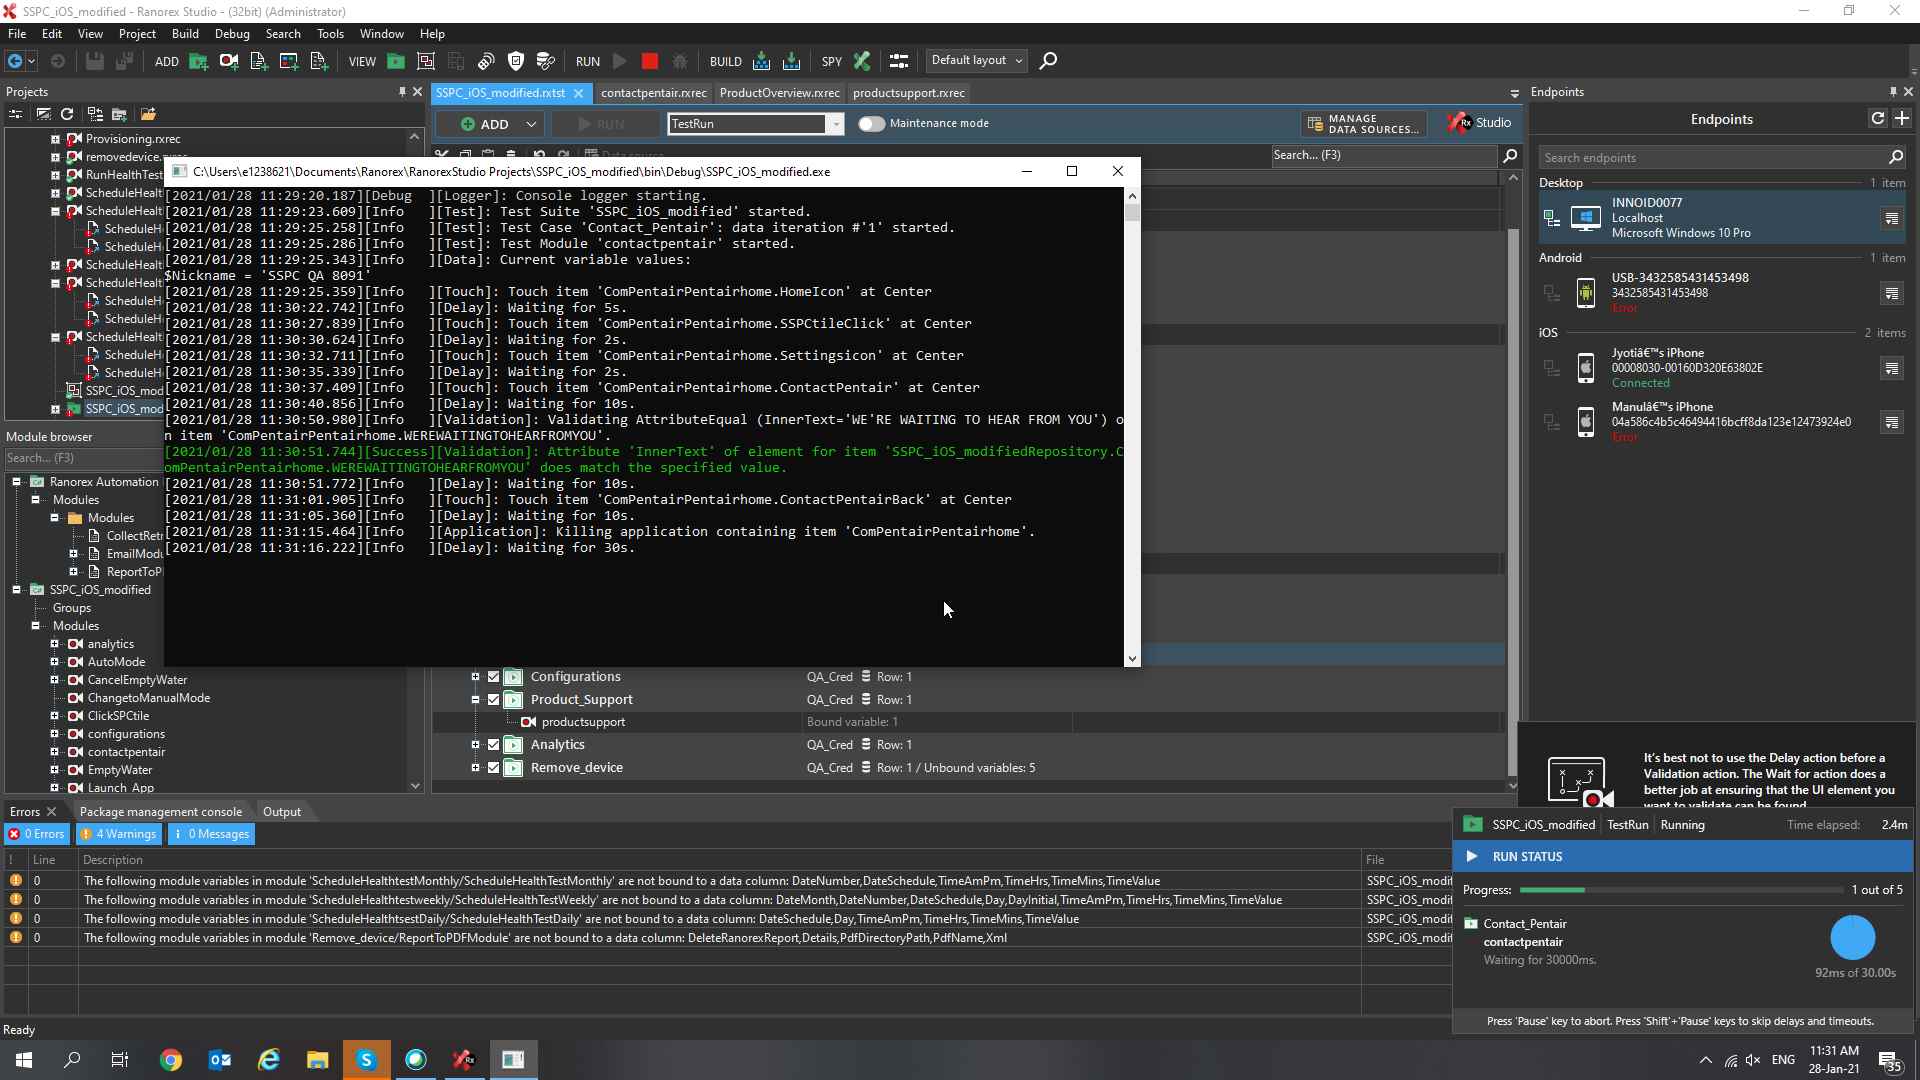 SSPC_iOS_modified - Ranorex Studio - (32bit) (Administrator)
File Edit View Project Build Debug Search Tools Window Help
ADD VIEW RUN BUILD SPY Default layout
Projects
Provisioning.rxrec
removedevice.rxrec
RunHealthTest
ScheduleHealt
ScheduleHealt
ScheduleH
ScheduleH
ScheduleHealt
ScheduleHealt
ScheduleH
ScheduleH
ScheduleHealt
ScheduleH
ScheduleH
SSPC_iOS_mod
SSPC_iOS_mod
Module browser
Search... (F3)
Ranorex Automation
Modules
Modules
CollectRetr
EmailModu
ReportToPI
SSPC_iOS_modified
Groups
Modules
analytics
AutoMode
CancelEmptyWater
ChangetoManualMode
ClickSPCtile
configurations
contactpentair
EmptyWater
Launch_App
SSPC_iOS_modified.rxtst contactpentair.rxrec ProductOverview.rxrec productsupport.rxrec
ADD RUN TestRun Maintenance mode MANAGE DATA SOURCES... Rx Studio
Data source
Search... (F3)
C:\Users\e1238621\Documents\Ranorex\RanorexStudio Projects\SSPC_iOS_modified\bin\Debug\SSPC_iOS_modified.exe
[2021/01/28 11:29:20.187][Debug  ][Logger]: Console logger starting.
[2021/01/28 11:29:23.609][Info   ][Test]: Test Suite 'SSPC_iOS_modified' started.
[2021/01/28 11:29:25.258][Info   ][Test]: Test Case 'Contact_Pentair': data iteration #'1' started.
[2021/01/28 11:29:25.286][Info   ][Test]: Test Module 'contactpentair' started.
[2021/01/28 11:29:25.343][Info   ][Data]: Current variable values:
$Nickname = 'SSPC QA 8091'
[2021/01/28 11:29:25.359][Info   ][Touch]: Touch item 'ComPentairPentairhome.HomeIcon' at Center
[2021/01/28 11:30:22.742][Info   ][Delay]: Waiting for 5s.
[2021/01/28 11:30:27.839][Info   ][Touch]: Touch item 'ComPentairPentairhome.SSPCtileClick' at Center
[2021/01/28 11:30:30.624][Info   ][Delay]: Waiting for 2s.
[2021/01/28 11:30:32.711][Info   ][Touch]: Touch item 'ComPentairPentairhome.Settingsicon' at Center
[2021/01/28 11:30:35.339][Info   ][Delay]: Waiting for 2s.
[2021/01/28 11:30:37.409][Info   ][Touch]: Touch item 'ComPentairPentairhome.ContactPentair' at Center
[2021/01/28 11:30:40.856][Info   ][Delay]: Waiting for 10s.
[2021/01/28 11:30:50.980][Info   ][Validation]: Validating AttributeEqual (InnerText='WE'RE WAITING TO HEAR FROM YOU') o
n item 'ComPentairPentairhome.WEREWAITINGTOHEARFROMYOU'.
[2021/01/28 11:30:51.744][Success][Validation]: Attribute 'InnerText' of element for item 'SSPC_iOS_modifiedRepository.C
omPentairPentairhome.WEREWAITINGTOHEARFROMYOU' does match the specified value.
[2021/01/28 11:30:51.772][Info   ][Delay]: Waiting for 10s.
[2021/01/28 11:31:01.905][Info   ][Touch]: Touch item 'ComPentairPentairhome.ContactPentairBack' at Center
[2021/01/28 11:31:05.360][Info   ][Delay]: Waiting for 10s.
[2021/01/28 11:31:15.464][Info   ][Application]: Killing application containing item 'ComPentairPentairhome'.
[2021/01/28 11:31:16.222][Info   ][Delay]: Waiting for 30s.
Configurations QA_Cred Row: 1
Product_Support QA_Cred Row: 1
productsupport Bound variable: 1
Analytics QA_Cred Row: 1
Remove_device QA_Cred Row: 1 / Unbound variables: 5
Endpoints
Endpoints
Search endpoints
Desktop 1 item
INNOID0077
Localhost
Microsoft Windows 10 Pro
Android 1 item
USB-3432585431453498
3432585431453498
Error
iOS 2 items
Jyotiâ€™s iPhone
00008030-00160D320E63802E
Connected
Manulâ€™s iPhone
04a586c4b5c46494416bcff8da123e12473924e0
Error
It's best not to use the Delay action before a
Validation action. The Wait for action does a
better job at ensuring that the UI element you
want to validate can be found.
SSPC_iOS_modified TestRun Running Time elapsed: 2.4m
RUN STATUS
Progress: 1 out of 5
Contact_Pentair
contactpentair
Waiting for 30000ms.
92ms of 30.00s
Press 'Pause' key to abort. Press 'Shift'+'Pause' keys to skip delays and timeouts.
Errors Package management console Output
0 Errors 4 Warnings 0 Messages
! Line Description File
0 The following module variables in module 'ScheduleHealthtestMonthly/ScheduleHealthTestMonthly' are not bound to a data column: DateNumber,DateSchedule,TimeAmPm,TimeHrs,TimeMins,TimeValue SSPC_iOS_modif
0 The following module variables in module 'ScheduleHealthtestweekly/ScheduleHealthTestWeekly' are not bound to a data column: DateMonth,DateNumber,DateSchedule,Day,DayInitial,TimeAmPm,TimeHrs,TimeMins,TimeValue SSPC_iOS_modif
0 The following module variables in module 'ScheduleHealthtsestDaily/ScheduleHealthTestDaily' are not bound to a data column: DateSchedule,Day,TimeAmPm,TimeHrs,TimeMins,TimeValue SSPC_iOS_modif
0 The following module variables in module 'Remove_device/ReportToPDFModule' are not bound to a data column: DeleteRanorexReport,Details,PdfDirectoryPath,PdfName,Xml SSPC_iOS_modif
Ready
ENG 11:31 AM
28-Jan-21
35